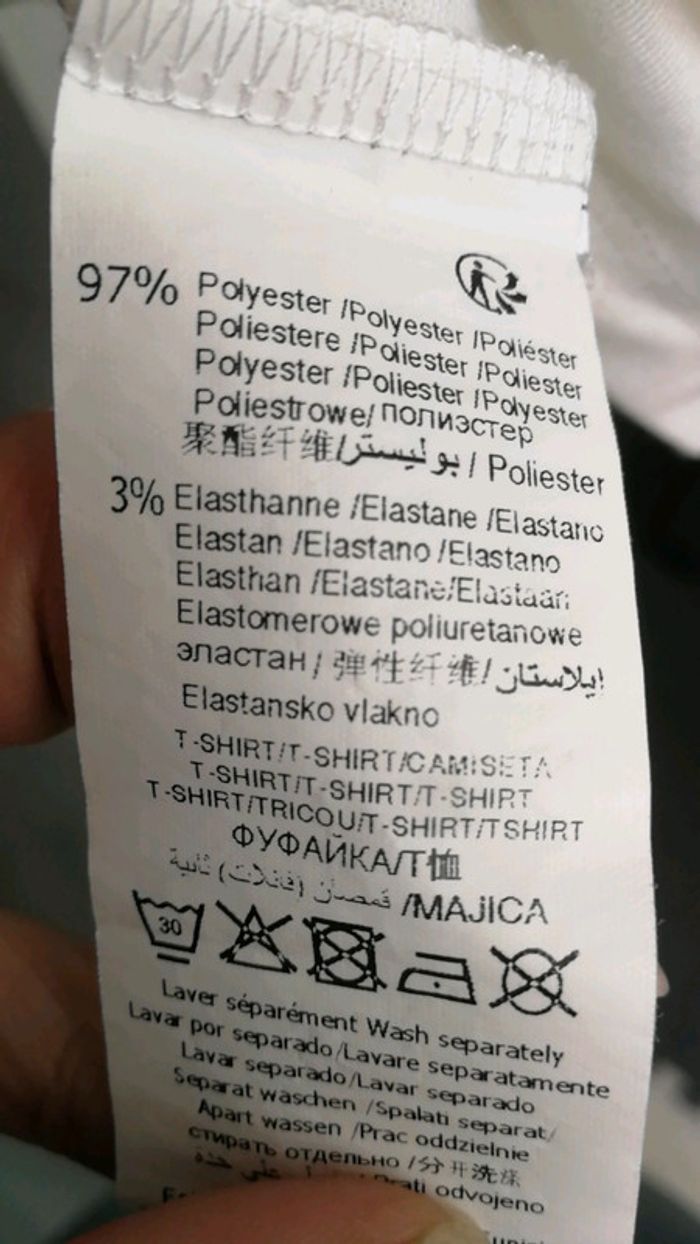 97% Polyester /Polyester /Poliéster
Poliestere /Poliester /Poliester
Polyester /Poliester /Polyester
Poliestrowe/ полиэстер
聚酯纤维/بوليستر / Poliester
3% Elasthanne /Elastane /Elastano
Elastan /Elastano /Elastano
Elasthan /Elastane/Elastaan
Elastomerowe poliuretanowe
эластан / 弹性纤维/ إيلاستان
Elastansko vlakno
T-SHIRT/T-SHIRT/CAMISETA
T-SHIRT/T-SHIRT/T-SHIRT
T-SHIRT/TRICOU/T-SHIRT/TSHIRT
ФУФАЙКА/T恤
قمصان (فانلات) /MAJICA
30
Laver séparément Wash separately
Lavar por separado/Lavare separatamente
Lavar separado/Lavar separado
Separat waschen /Spalati separat/
Apart wassen /Prac oddzielnie
стирать отдельно /分开洗涤
Prati odvojeno